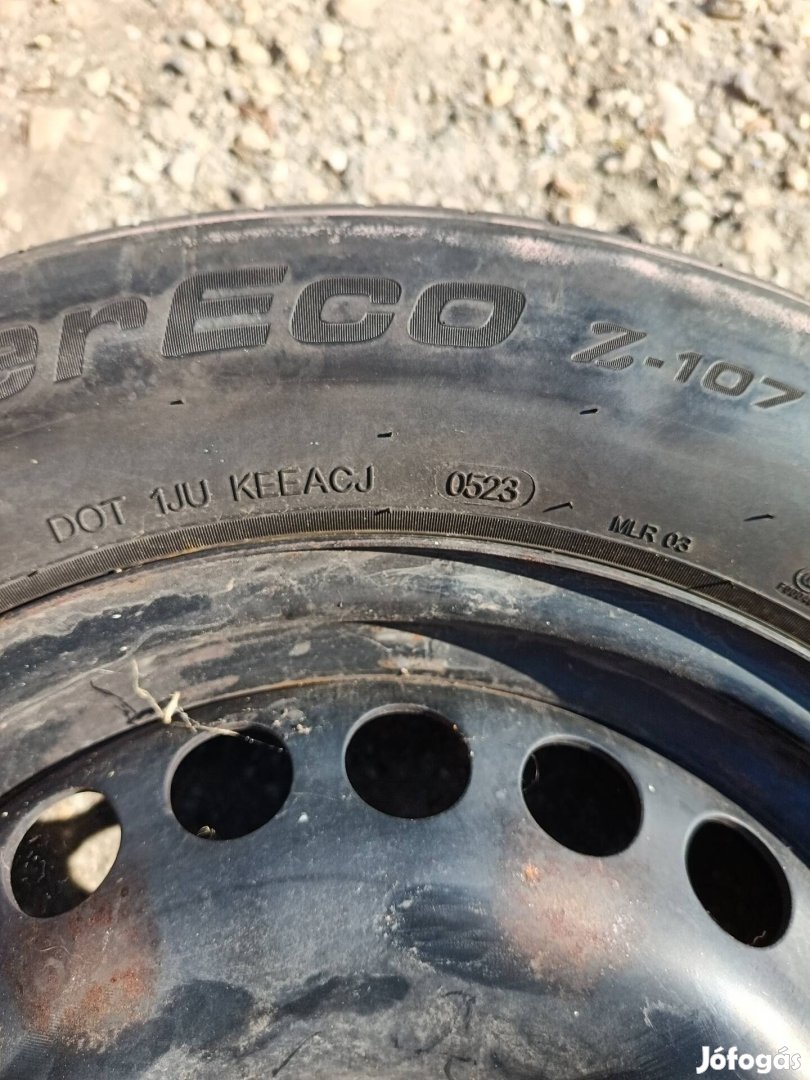 erEco Z-107
DOT 1JU KEEACJ 0523
MLR 03
Jófogás